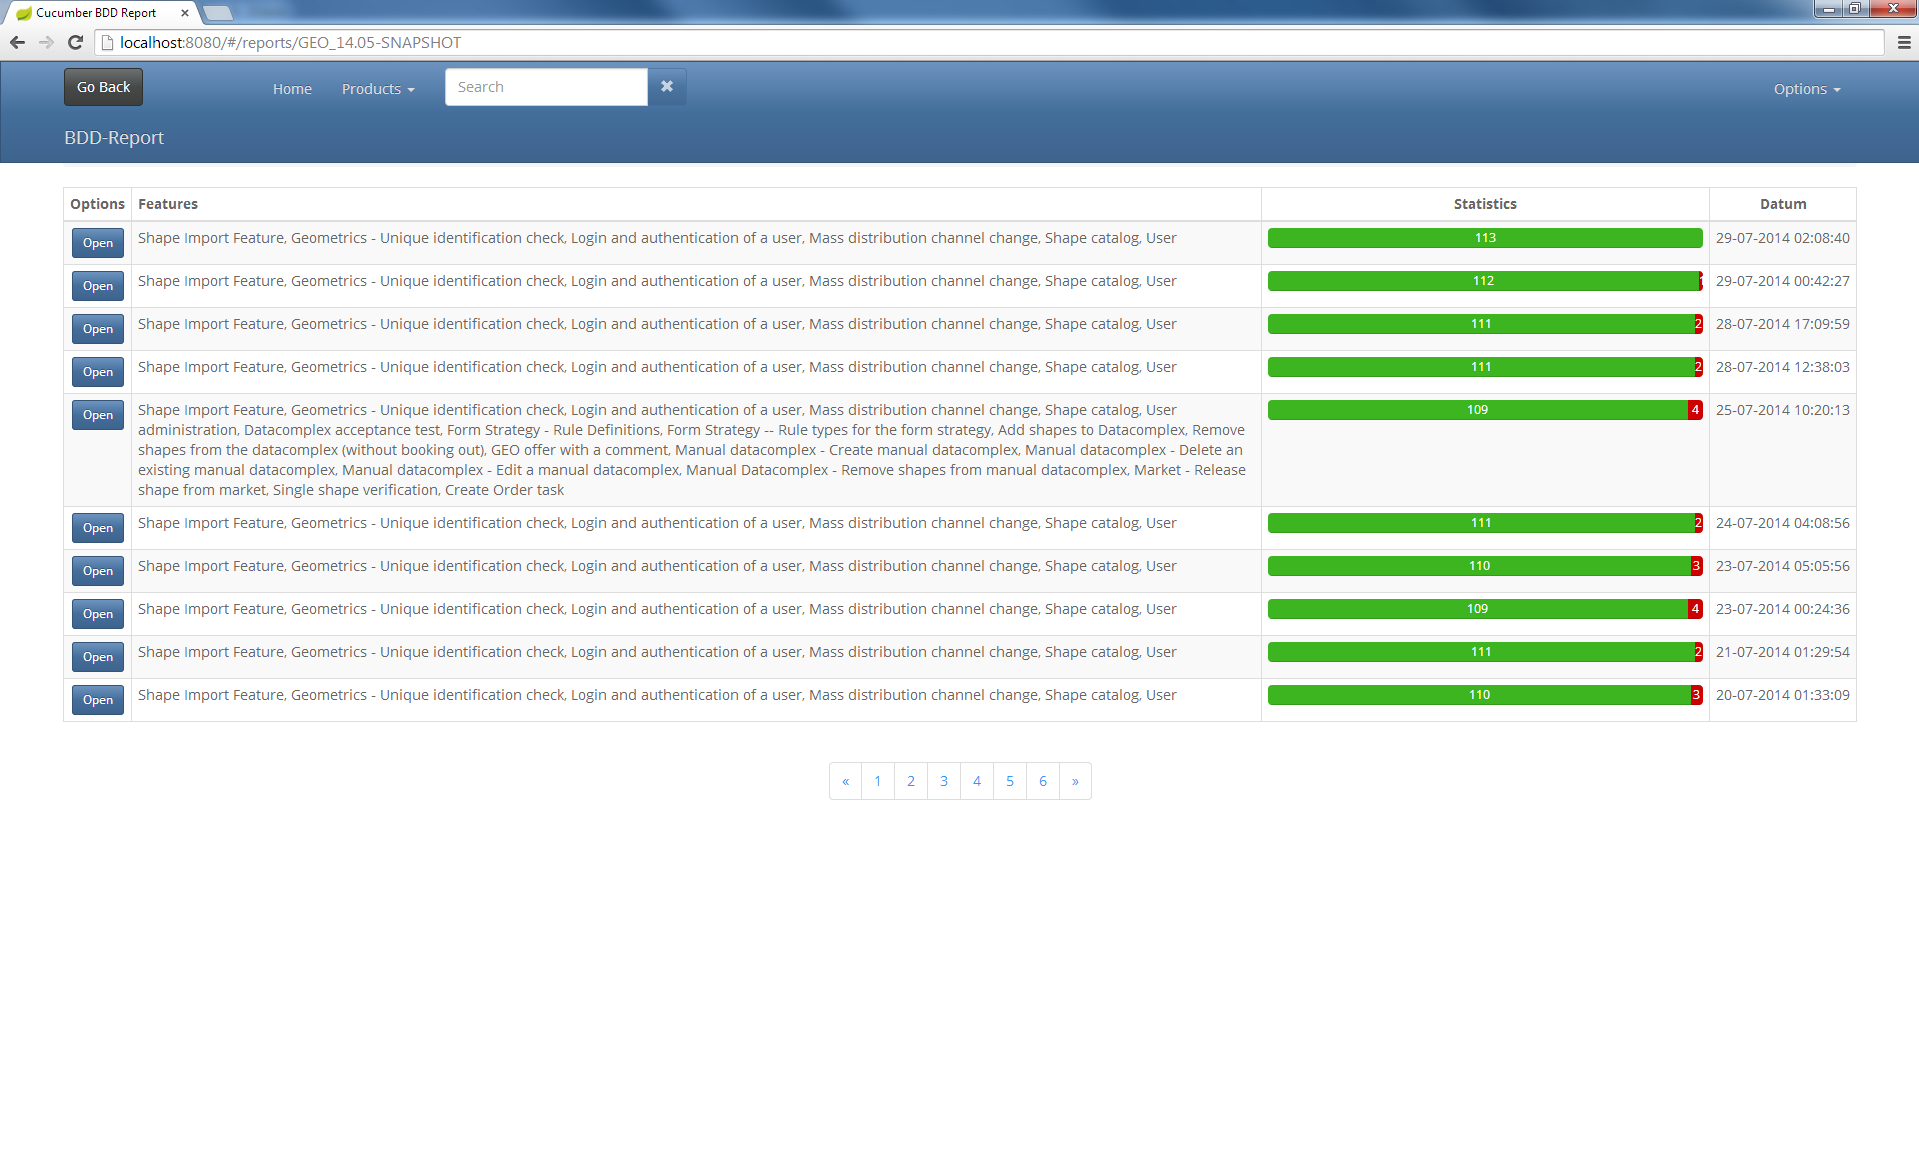 Cucumber BDD Report
localhost:8080/#/reports/GEO_14.05-SNAPSHOT
Go Back Home Products Search Options
BDD-Report
Options Features Statistics Datum
Open Shape Import Feature, Geometrics - Unique identification check, Login and authentication of a user, Mass distribution channel change, Shape catalog, User 113 29-07-2014 02:08:40
Open Shape Import Feature, Geometrics - Unique identification check, Login and authentication of a user, Mass distribution channel change, Shape catalog, User 112 29-07-2014 00:42:27
Open Shape Import Feature, Geometrics - Unique identification check, Login and authentication of a user, Mass distribution channel change, Shape catalog, User 111 2 28-07-2014 17:09:59
Open Shape Import Feature, Geometrics - Unique identification check, Login and authentication of a user, Mass distribution channel change, Shape catalog, User 111 2 28-07-2014 12:38:03
Open Shape Import Feature, Geometrics - Unique identification check, Login and authentication of a user, Mass distribution channel change, Shape catalog, User 109 4 25-07-2014 10:20:13
administration, Datacomplex acceptance test, Form Strategy - Rule Definitions, Form Strategy -- Rule types for the form strategy, Add shapes to Datacomplex, Remove
shapes from the datacomplex (without booking out), GEO offer with a comment, Manual datacomplex - Create manual datacomplex, Manual datacomplex - Delete an
existing manual datacomplex, Manual datacomplex - Edit a manual datacomplex, Manual Datacomplex - Remove shapes from manual datacomplex, Market - Release
shape from market, Single shape verification, Create Order task
Open Shape Import Feature, Geometrics - Unique identification check, Login and authentication of a user, Mass distribution channel change, Shape catalog, User 111 2 24-07-2014 04:08:56
Open Shape Import Feature, Geometrics - Unique identification check, Login and authentication of a user, Mass distribution channel change, Shape catalog, User 110 3 23-07-2014 05:05:56
Open Shape Import Feature, Geometrics - Unique identification check, Login and authentication of a user, Mass distribution channel change, Shape catalog, User 109 4 23-07-2014 00:24:36
Open Shape Import Feature, Geometrics - Unique identification check, Login and authentication of a user, Mass distribution channel change, Shape catalog, User 111 2 21-07-2014 01:29:54
Open Shape Import Feature, Geometrics - Unique identification check, Login and authentication of a user, Mass distribution channel change, Shape catalog, User 110 3 20-07-2014 01:33:09
« 1 2 3 4 5 6 »